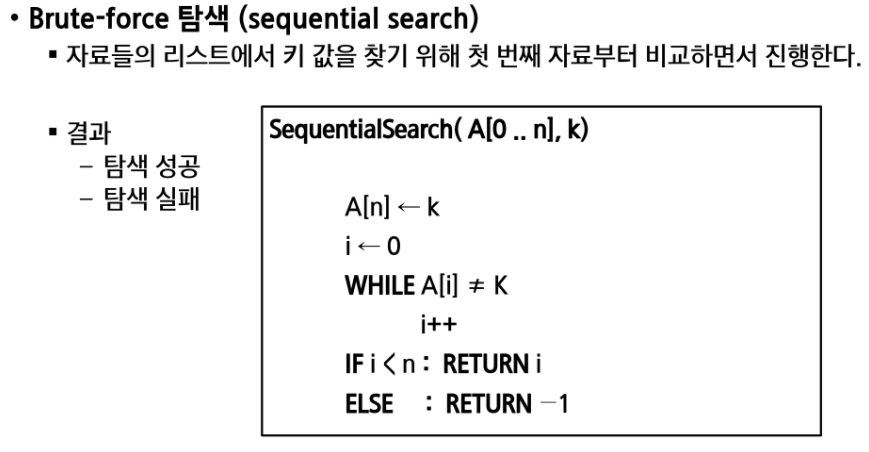 • Brute-force 탐색 (sequential search)
▪ 자료들의 리스트에서 키 값을 찾기 위해 첫 번째 자료부터 비교하면서 진행한다.
▪ 결과
– 탐색 성공
– 탐색 실패
SequentialSearch( A[0 .. n], k)
A[n] ← k
i ← 0
WHILE A[i] ≠ K
i++
IF i < n : RETURN i
ELSE : RETURN −1